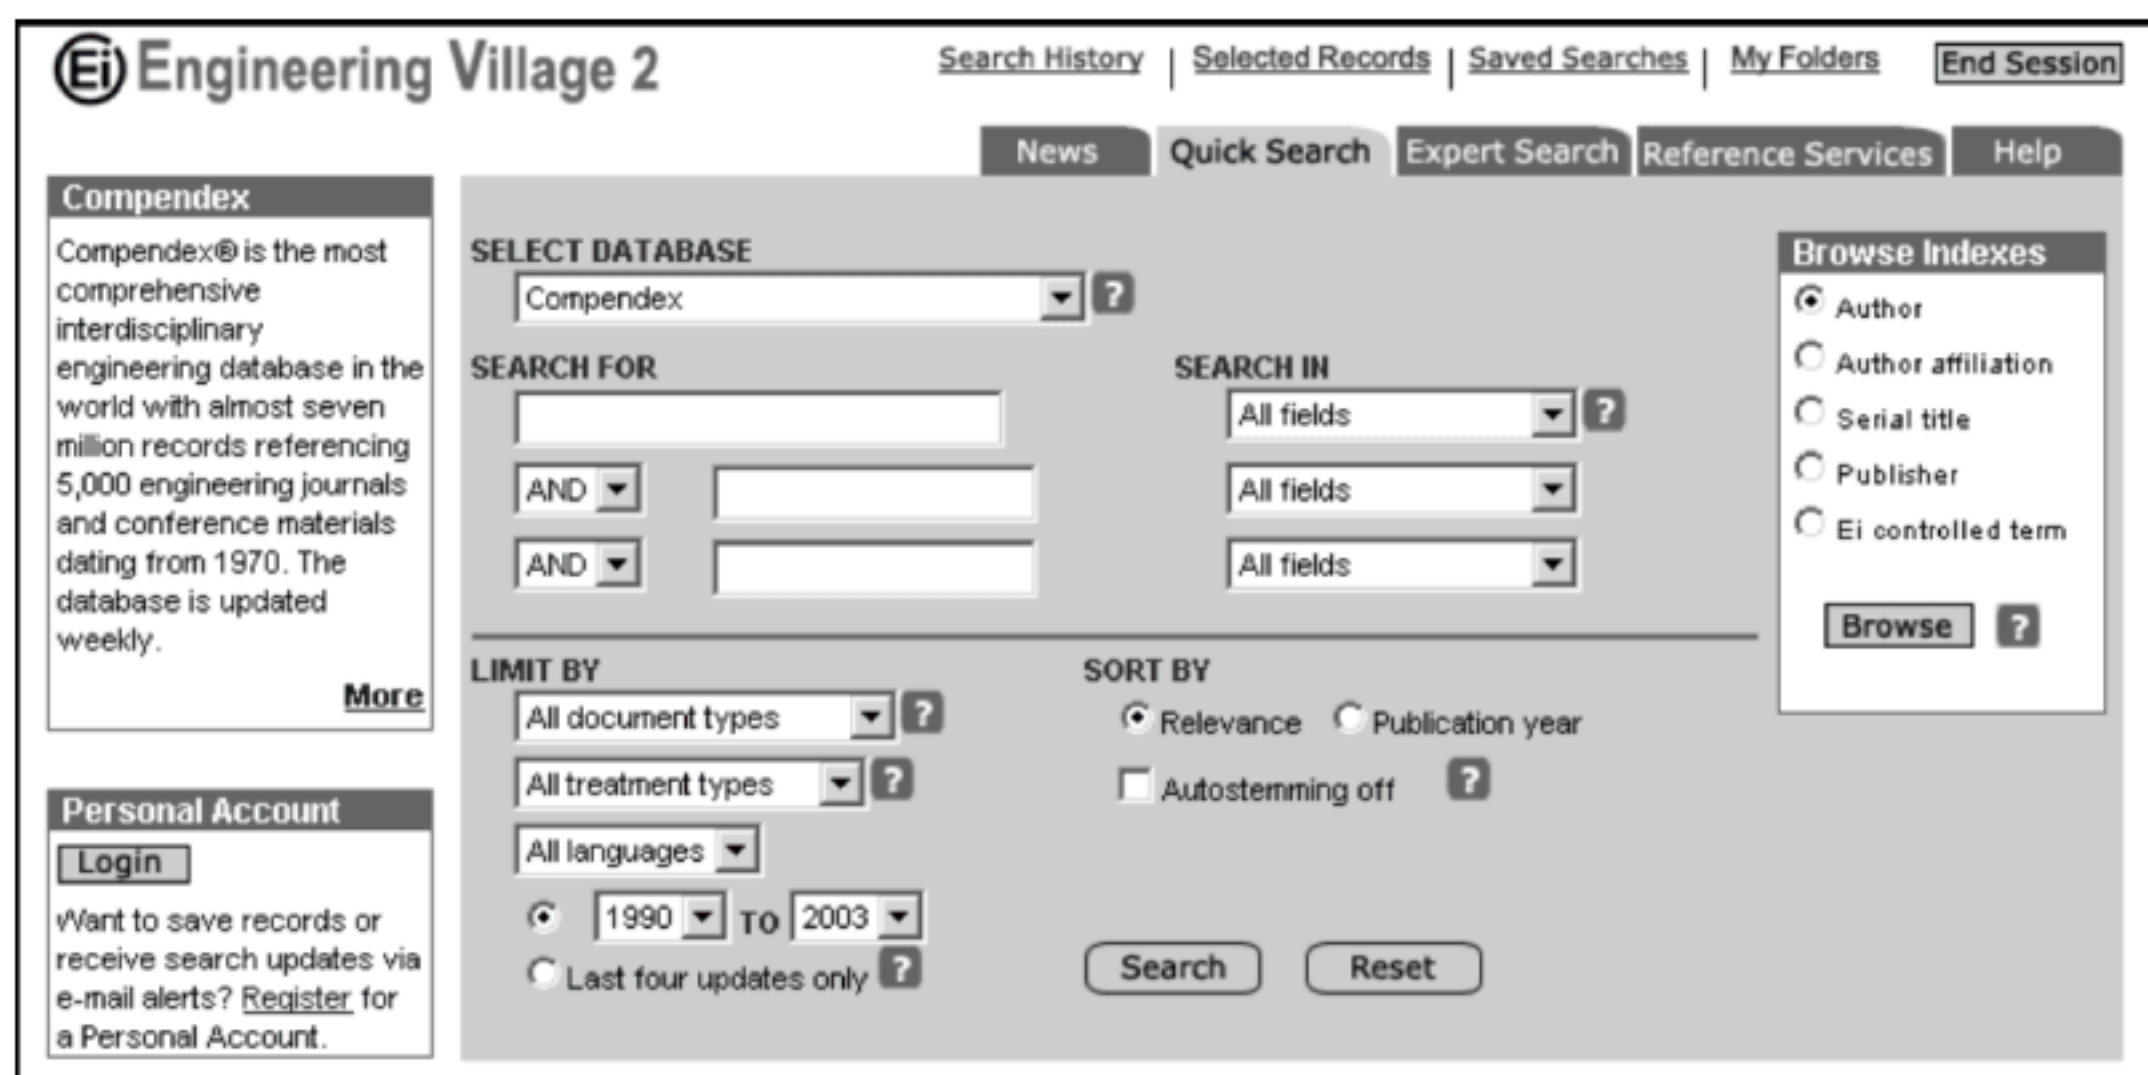 Ei Engineering Village 2
Search History | Selected Records | Saved Searches | My Folders End Session
News Quick Search Expert Search Reference Services Help
Compendex
Compendex® is the most
comprehensive
interdisciplinary
engineering database in the
world with almost seven
million records referencing
5,000 engineering journals
and conference materials
dating from 1970. The
database is updated
weekly.
More
Personal Account
Login
Want to save records or
receive search updates via
e-mail alerts? Register for
a Personal Account.
SELECT DATABASE
Compendex ?
SEARCH FOR SEARCH IN
All fields ?
AND All fields
AND All fields
LIMIT BY SORT BY
All document types ? Relevance Publication year
All treatment types ? Autostemming off ?
All languages
1990 TO 2003
Last four updates only ? Search Reset
Browse Indexes
Author
Author affiliation
Serial title
Publisher
Ei controlled term
Browse ?